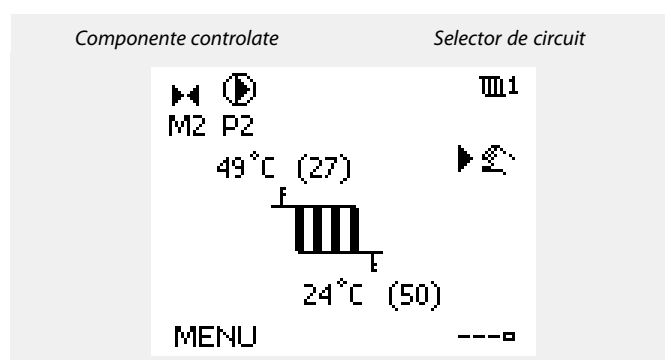 Componente controlate Selector de circuit
1
M2 P2
49°C (27)
24°C (50)
MENU ---